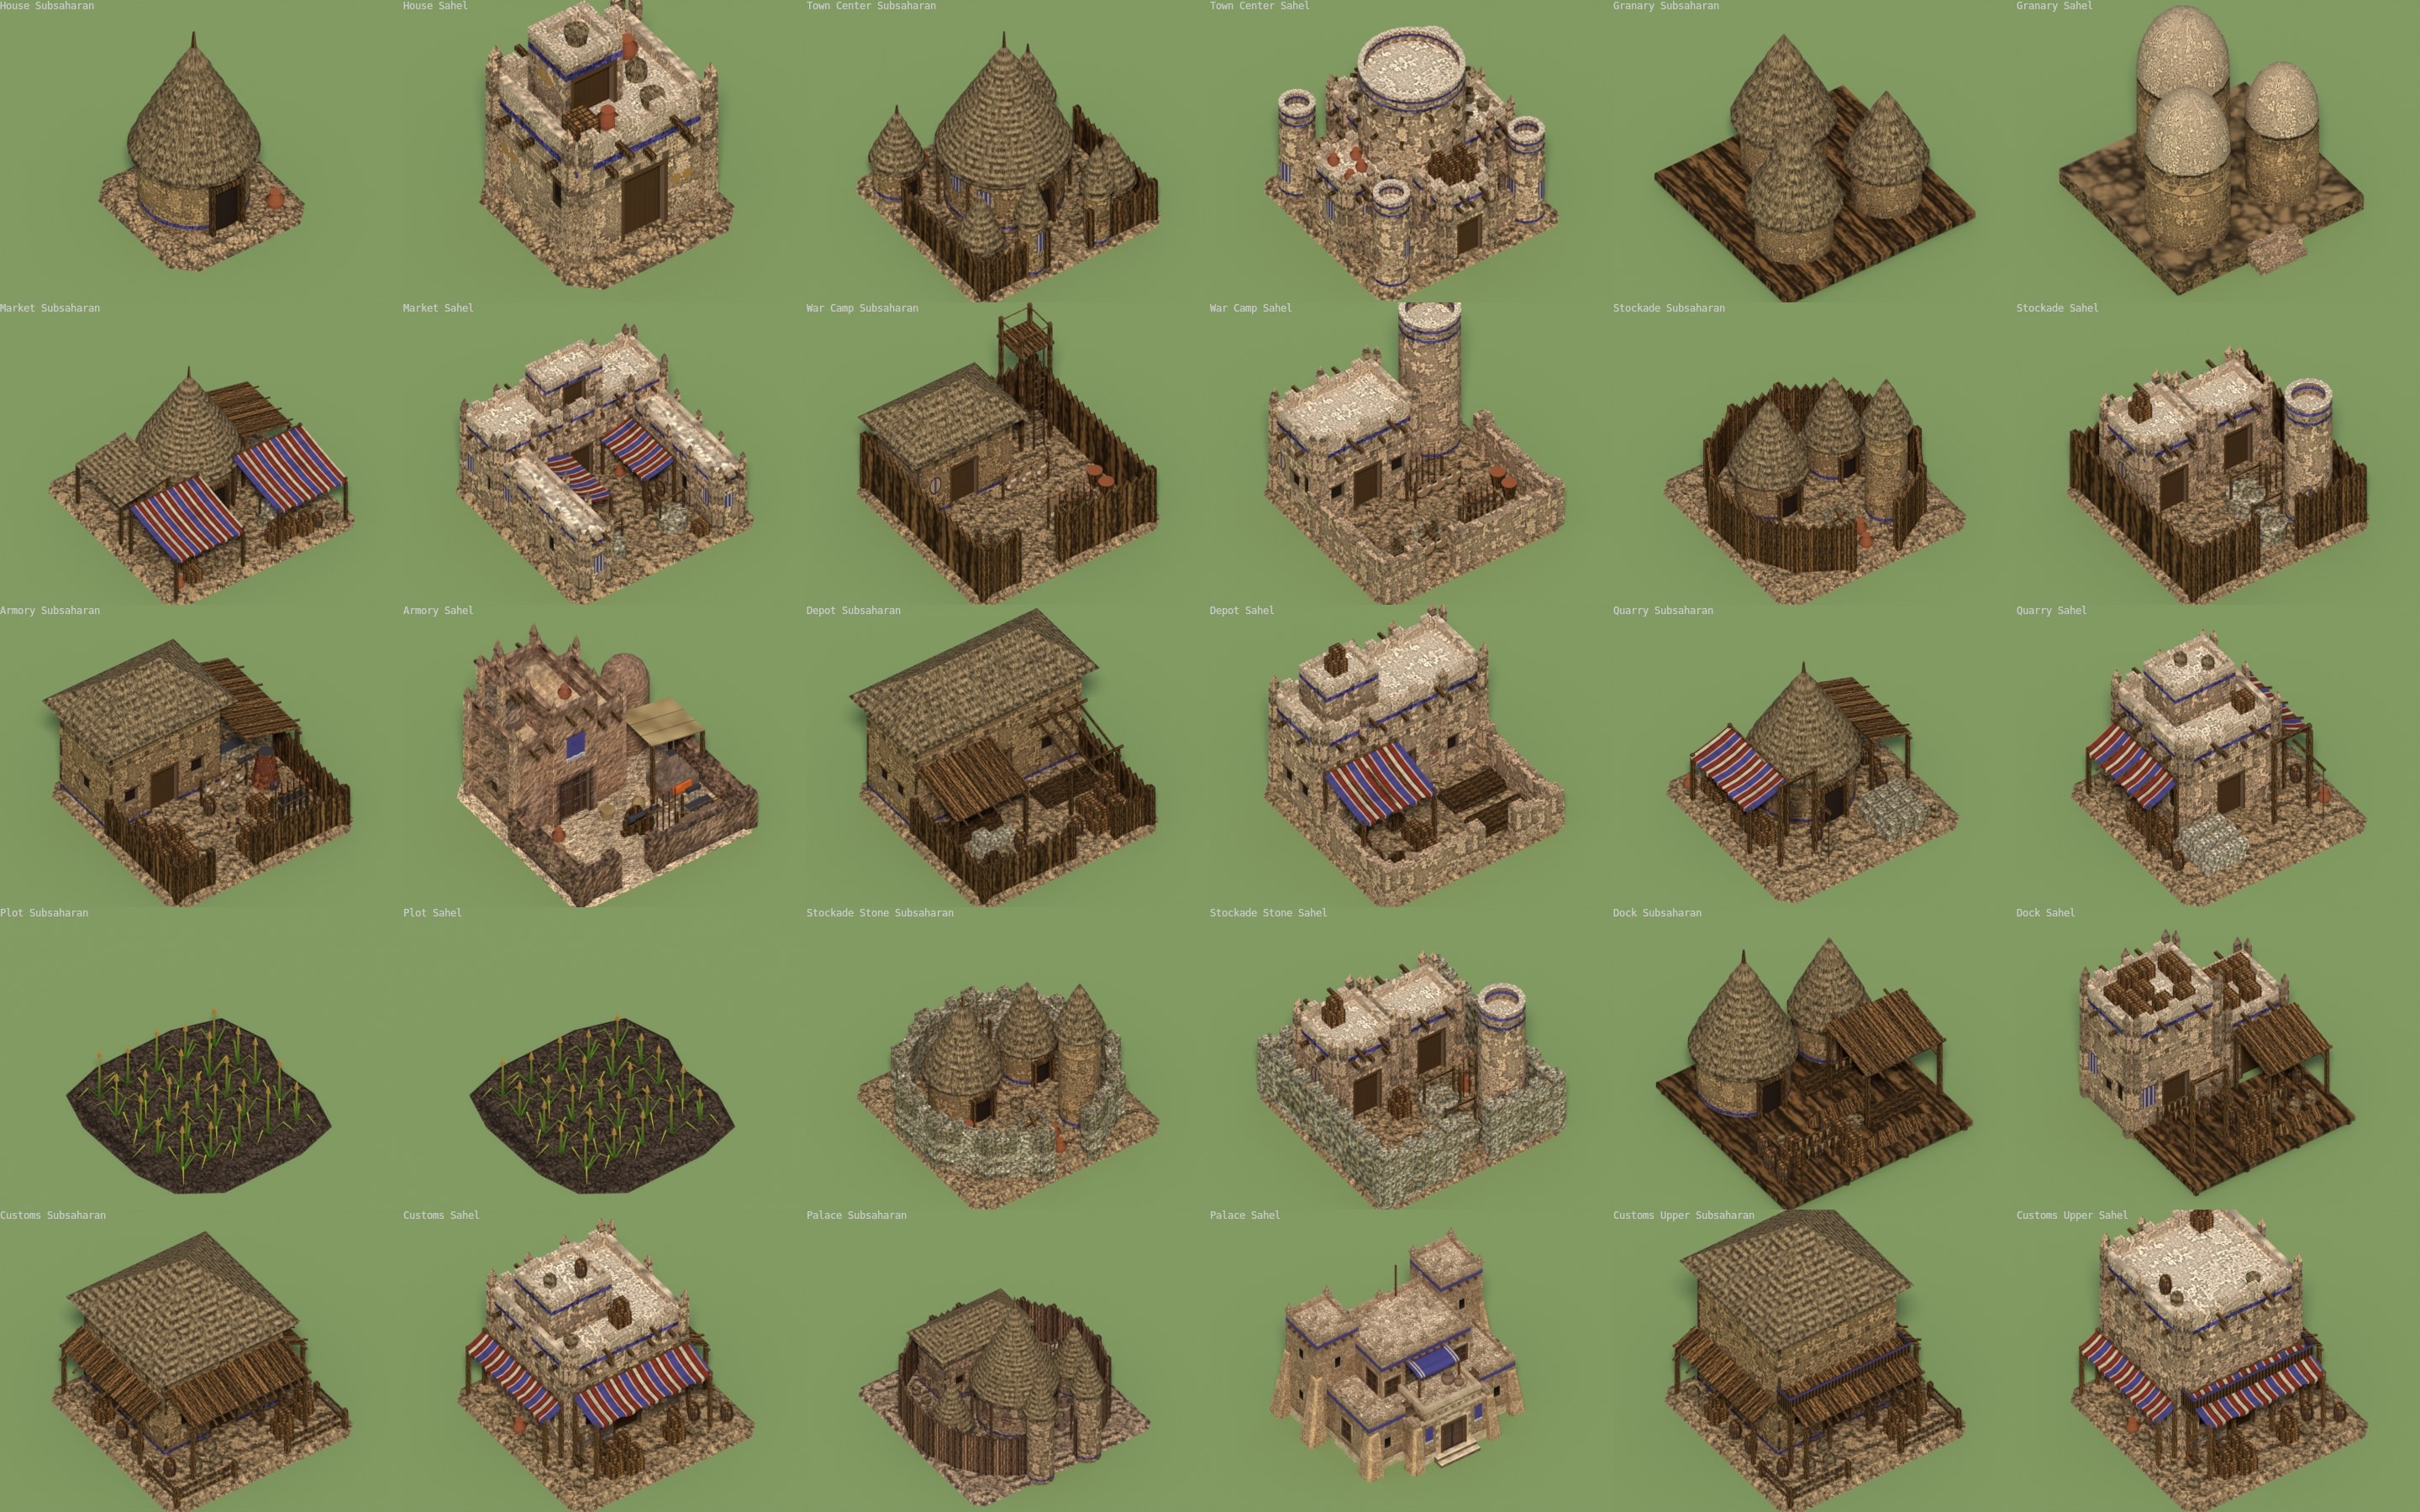 House Subsaharan
House Sahel
Town Center Subsaharan
Town Center Sahel
Granary Subsaharan
Granary Sahel
Market Subsaharan
Market Sahel
War Camp Subsaharan
War Camp Sahel
Stockade Subsaharan
Stockade Sahel
Armory Subsaharan
Armory Sahel
Depot Subsaharan
Depot Sahel
Quarry Subsaharan
Quarry Sahel
Plot Subsaharan
Plot Sahel
Stockade Stone Subsaharan
Stockade Stone Sahel
Dock Subsaharan
Dock Sahel
Customs Subsaharan
Customs Sahel
Palace Subsaharan
Palace Sahel
Customs Upper Subsaharan
Customs Upper Sahel